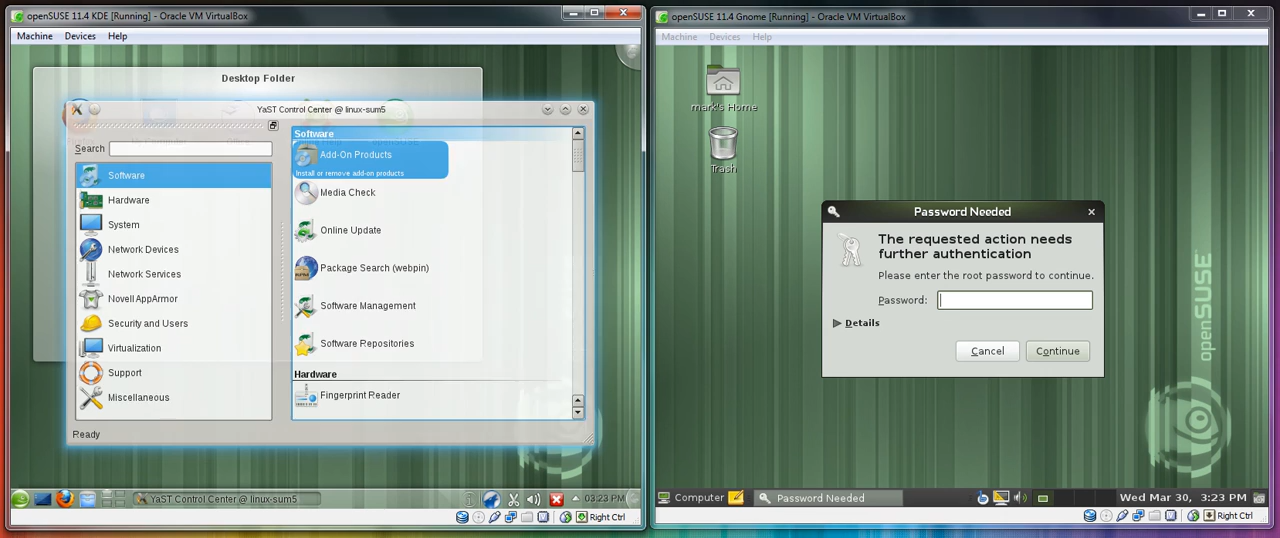 openSUSE 11.4 KDE [Running] - Oracle VM VirtualBox
Machine Devices Help
Desktop Folder
YaST Control Center @ linux-sum5
Search
Software
Hardware
System
Network Devices
Network Services
Novell AppArmor
Security and Users
Virtualization
Support
Miscellaneous
Software
Add-On Products
Install or remove add-on products
Media Check
Online Update
Package Search (webpin)
Software Management
Software Repositories
Hardware
Fingerprint Reader
Ready
YaST Control Center @ linux-sum5
03:23 PM
Right Ctrl
openSUSE 11.4 Gnome [Running] - Oracle VM VirtualBox
Machine Devices Help
mark's Home
Trash
Password Needed
The requested action needs
further authentication
Please enter the root password to continue.
Password:
Details
Cancel Continue
openSUSE
Computer
Password Needed
Wed Mar 30, 3:23 PM
Right Ctrl